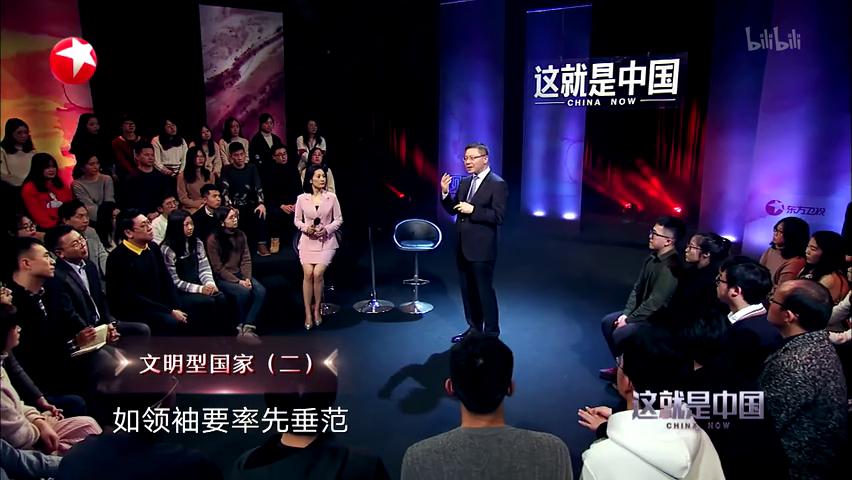 bilibili
这就是中国
CHINA NOW
东方卫视
文明型国家（二）
如领袖要率先垂范
这就是中国
CHINA NOW